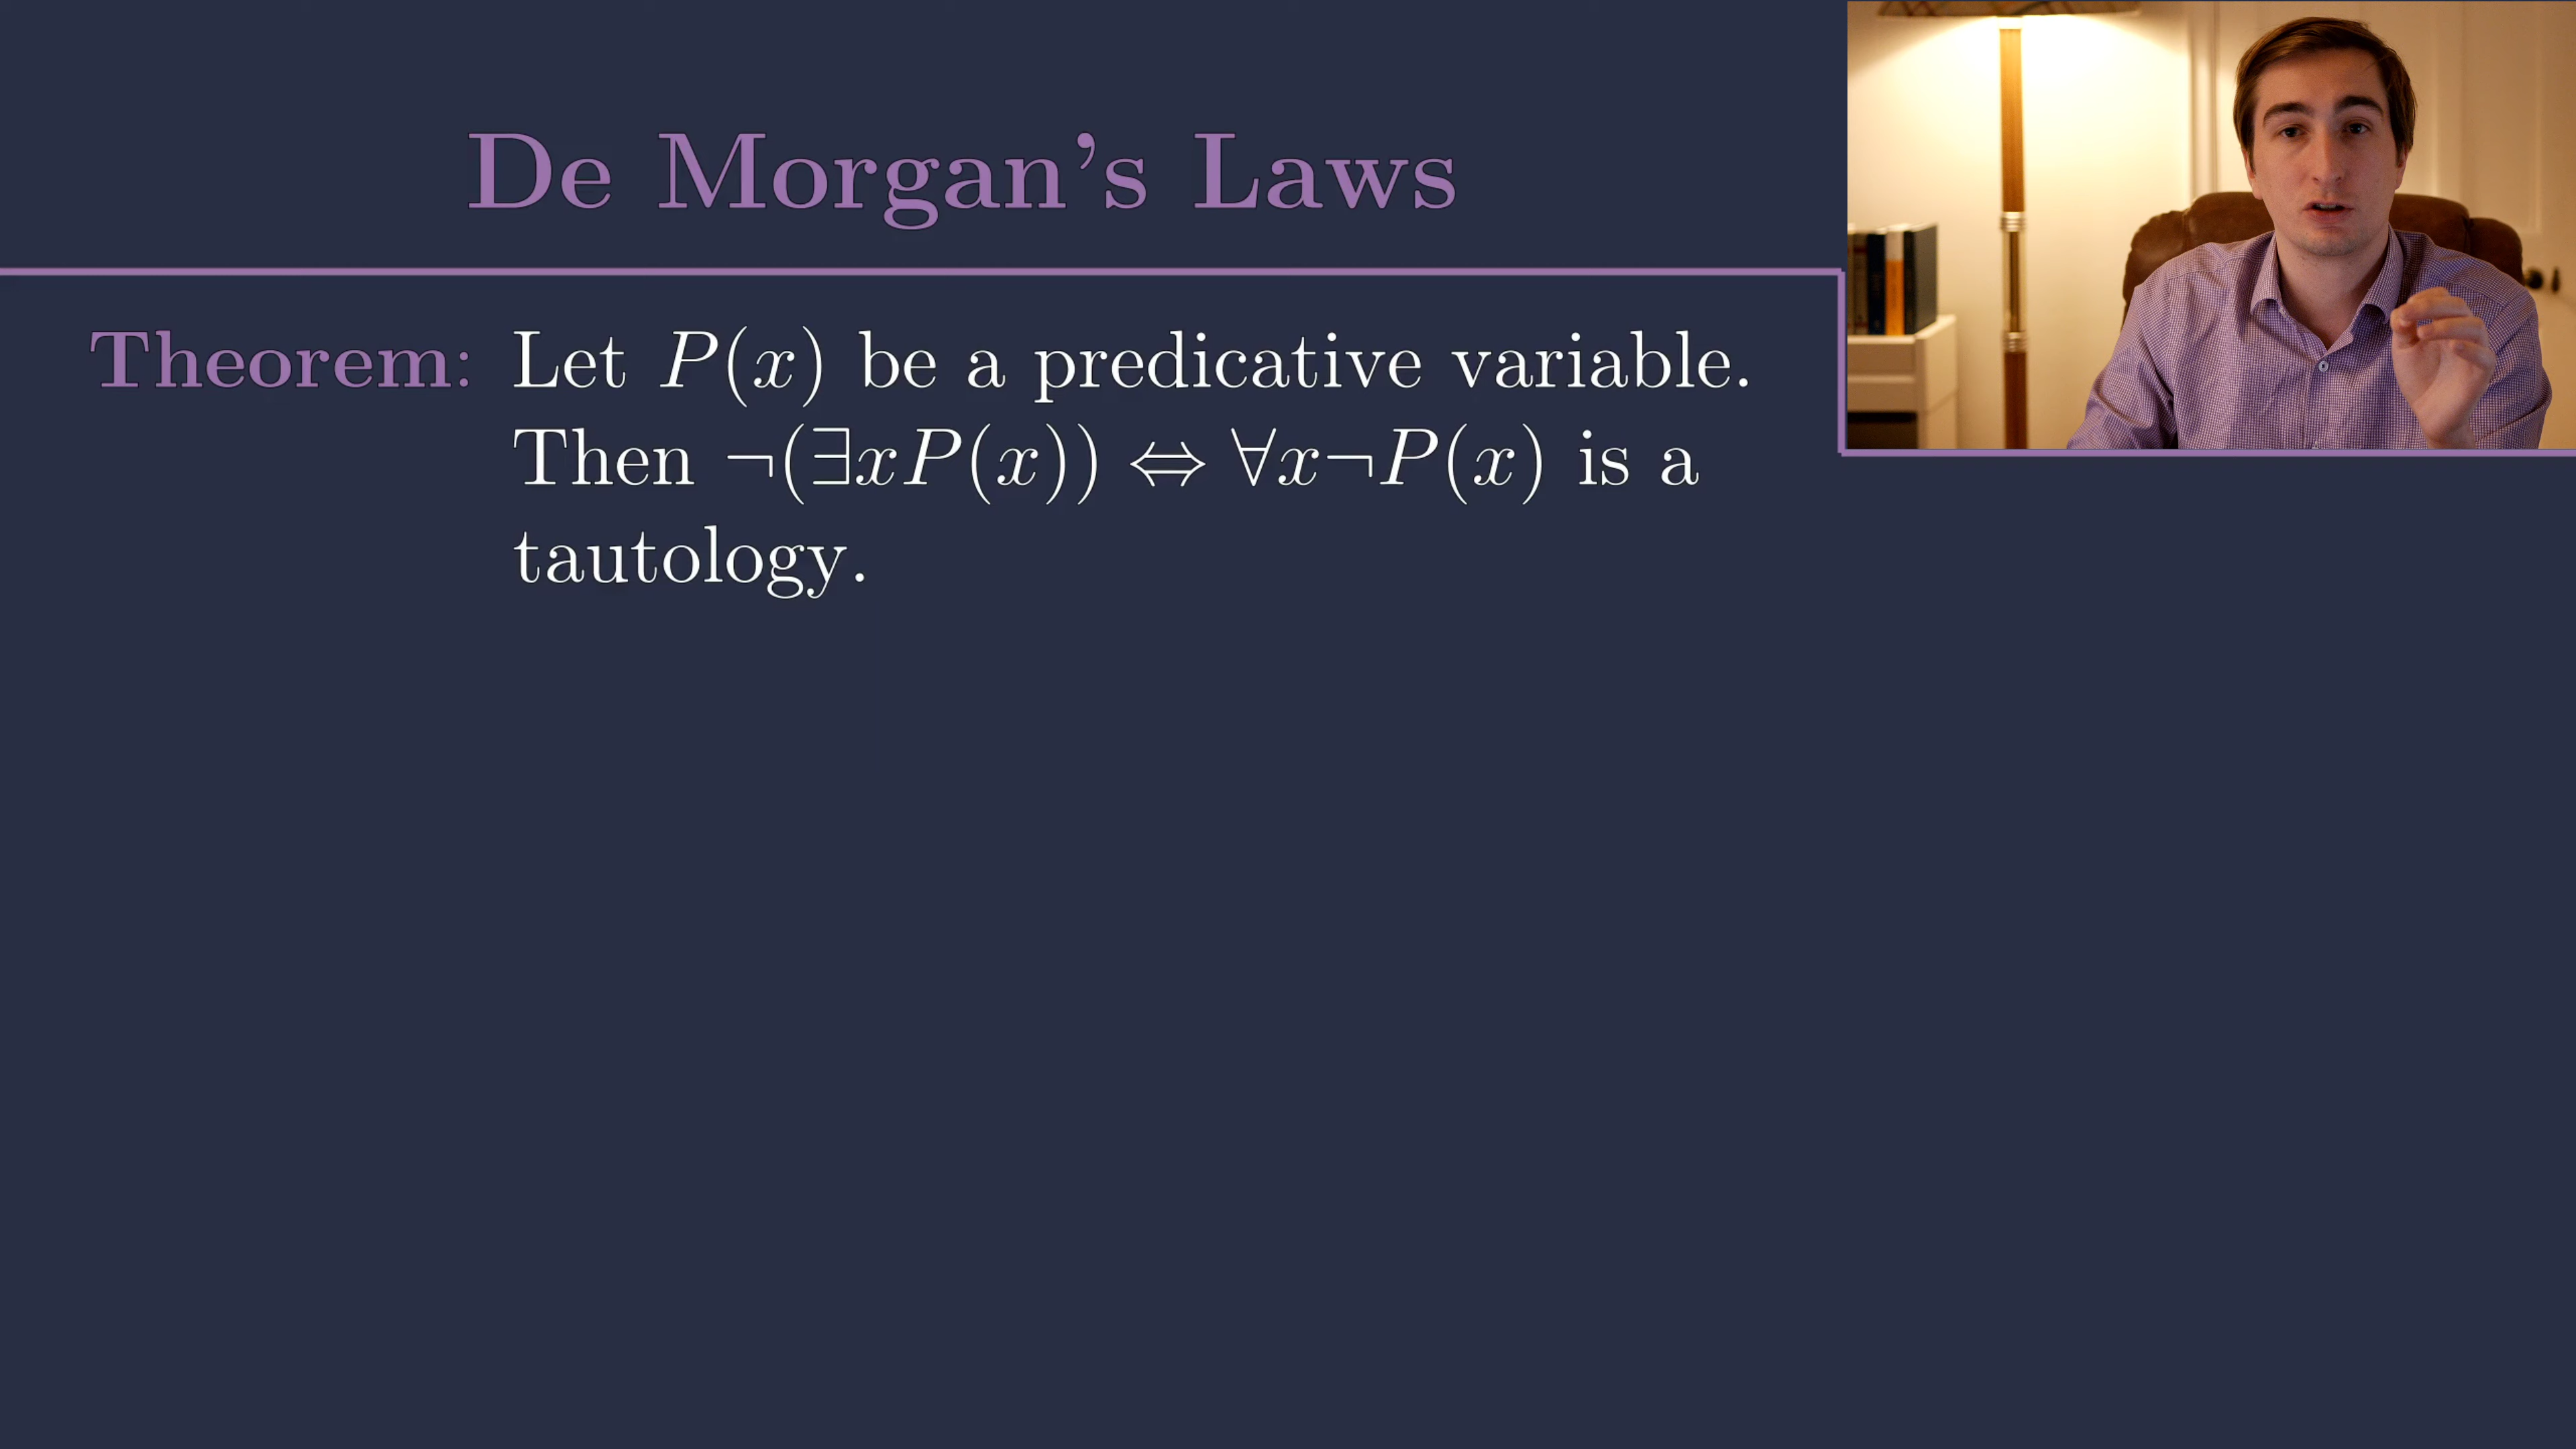 De Morgan’s Laws
Theorem: Let P(x) be a predicative variable.
Then ¬(∃xP(x)) ⇔ ∀x¬P(x) is a
tautology.